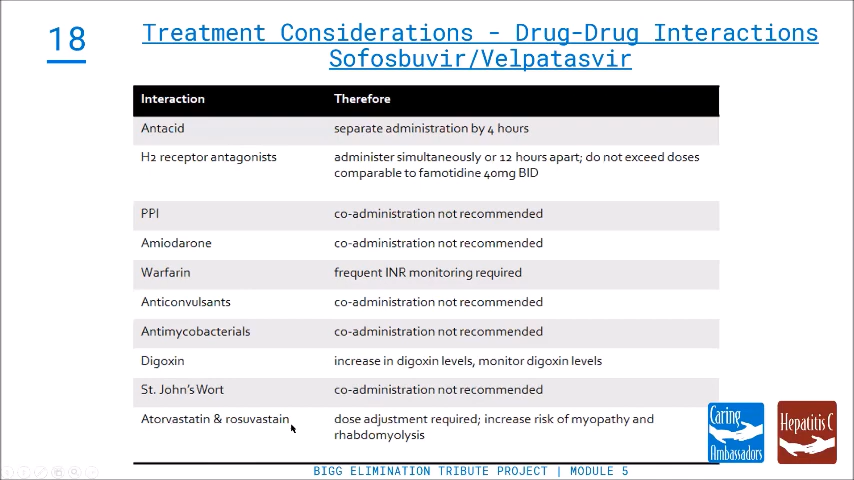 18
Treatment Considerations - Drug-Drug Interactions
Sofosbuvir/Velpatasvir
Interaction Therefore
Antacid separate administration by 4 hours
H2 receptor antagonists administer simultaneously or 12 hours apart; do not exceed doses
comparable to famotidine 40mg BID
PPI co-administration not recommended
Amiodarone co-administration not recommended
Warfarin frequent INR monitoring required
Anticonvulsants co-administration not recommended
Antimycobacterials co-administration not recommended
Digoxin increase in digoxin levels, monitor digoxin levels
St. John's Wort co-administration not recommended
Atorvastatin & rosuvastain dose adjustment required; increase risk of myopathy and
rhabdomyolysis
Caring
Ambassadors
Hepatitis C
BIGG ELIMINATION TRIBUTE PROJECT | MODULE 5